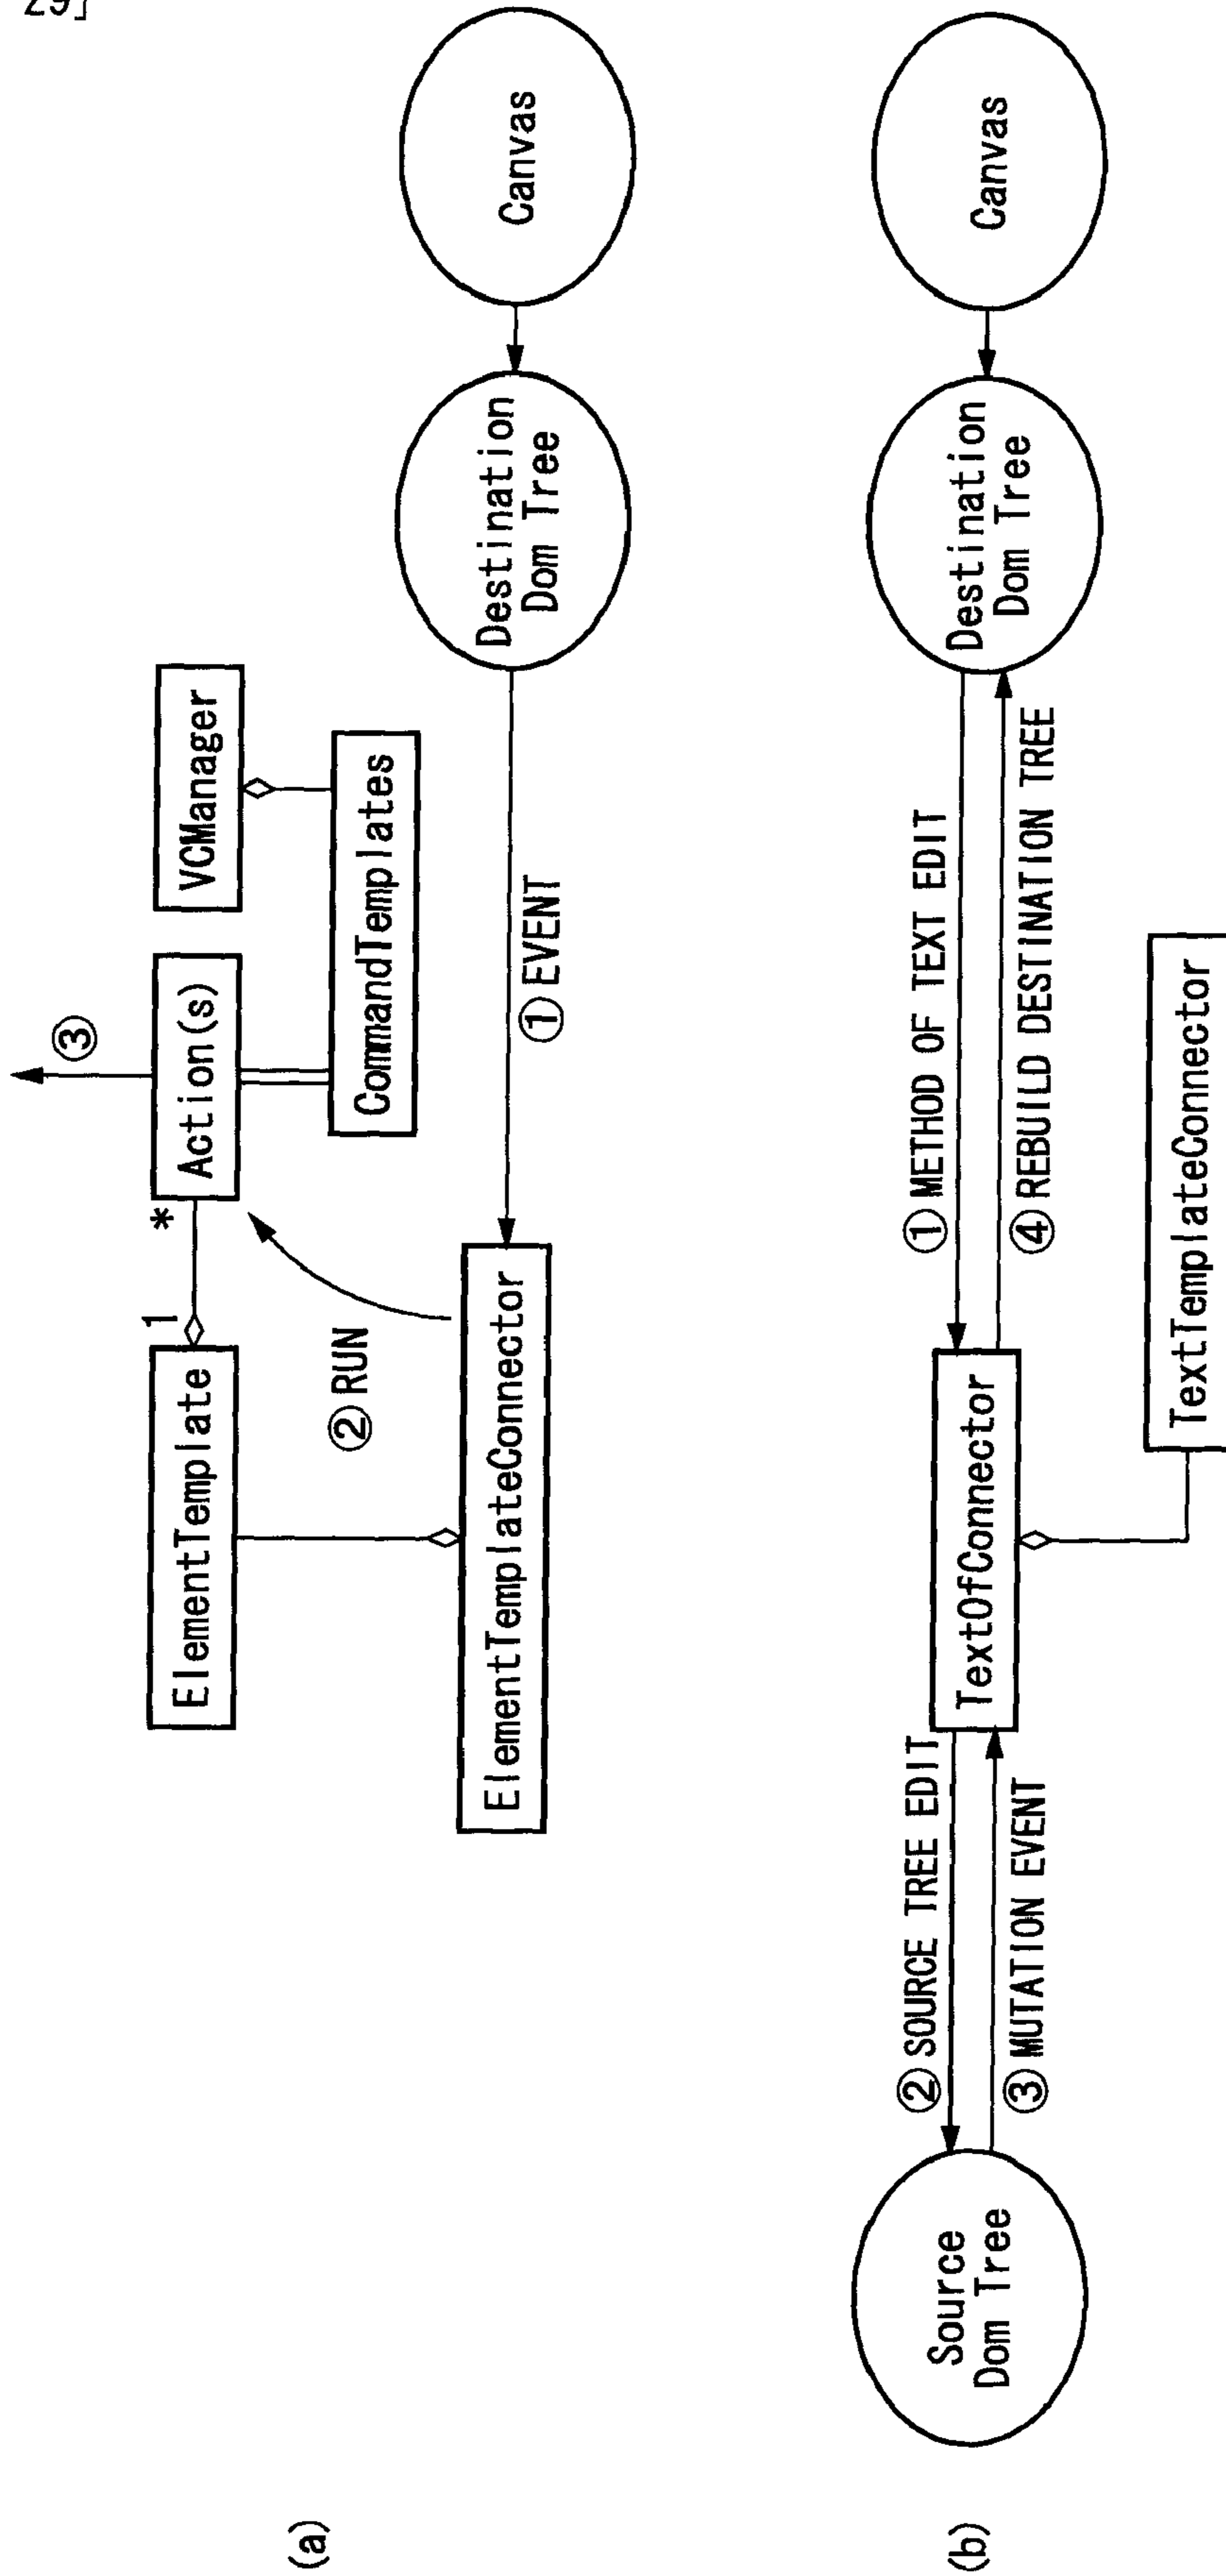 (a)
ElementTemplate
1
*
Action(s)
③
VCManager
CommandTemplates
② RUN
ElementTemplateConnector
① EVENT
Destination
Dom Tree
Canvas
(b)
Source
Dom Tree
② SOURCE TREE EDIT
③ MUTATION EVENT
TextOfConnector
① METHOD OF TEXT EDIT
④ REBUILD DESTINATION TREE
TextTemplateConnector
Destination
Dom Tree
Canvas